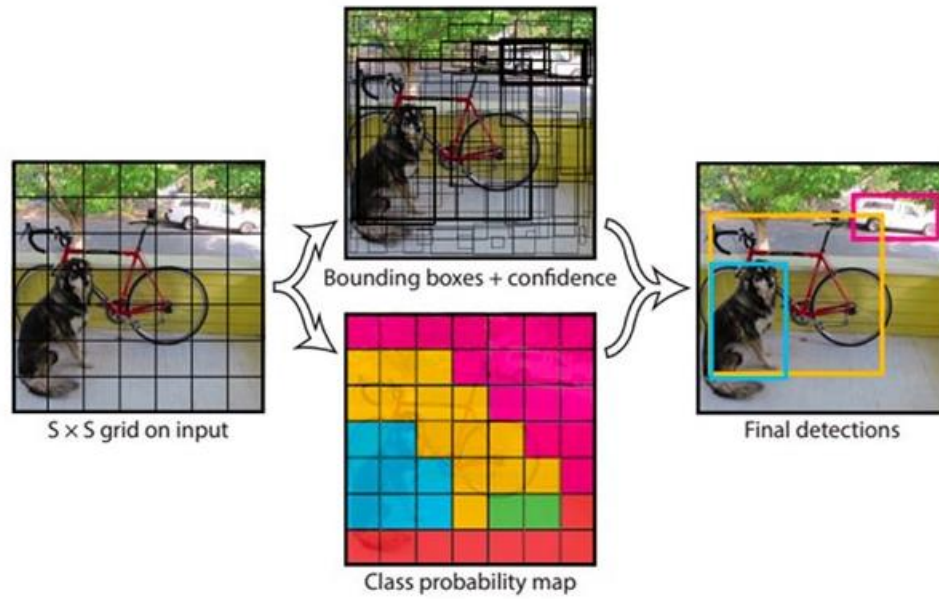 Bounding boxes + confidence
S × S grid on input
Final detections
Class probability map